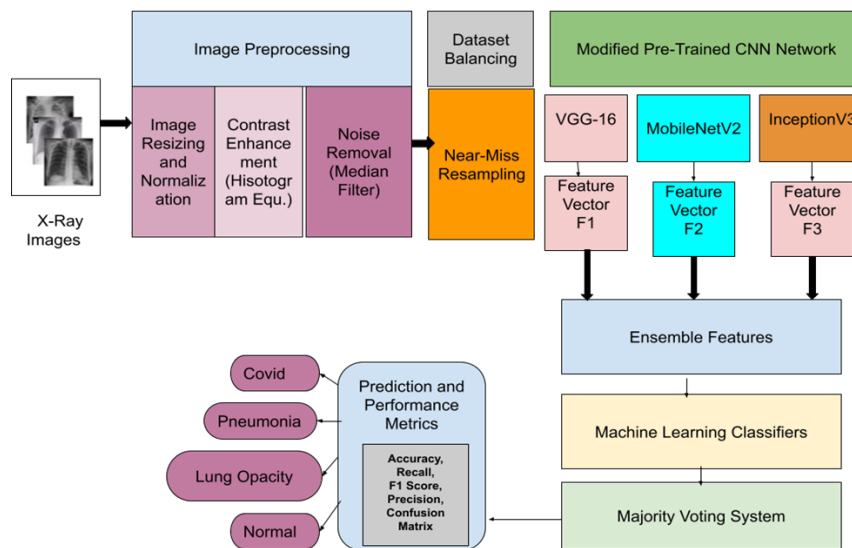 Image Preprocessing
Dataset
Balancing
Modified Pre-Trained CNN Network
X-Ray
Images
Image
Resizing
and
Normaliz
ation
Contrast
Enhance
ment
(Hisotogr
am Equ.)
Noise
Removal
(Median
Filter)
Near-Miss
Resampling
VGG-16
MobileNetV2
InceptionV3
Feature
Vector
F1
Feature
Vector
F2
Feature
Vector
F3
Ensemble Features
Machine Learning Classifiers
Majority Voting System
Prediction and
Performance
Metrics
Accuracy,
Recall,
F1 Score,
Precision,
Confusion
Matrix
Covid
Pneumonia
Lung Opacity
Normal